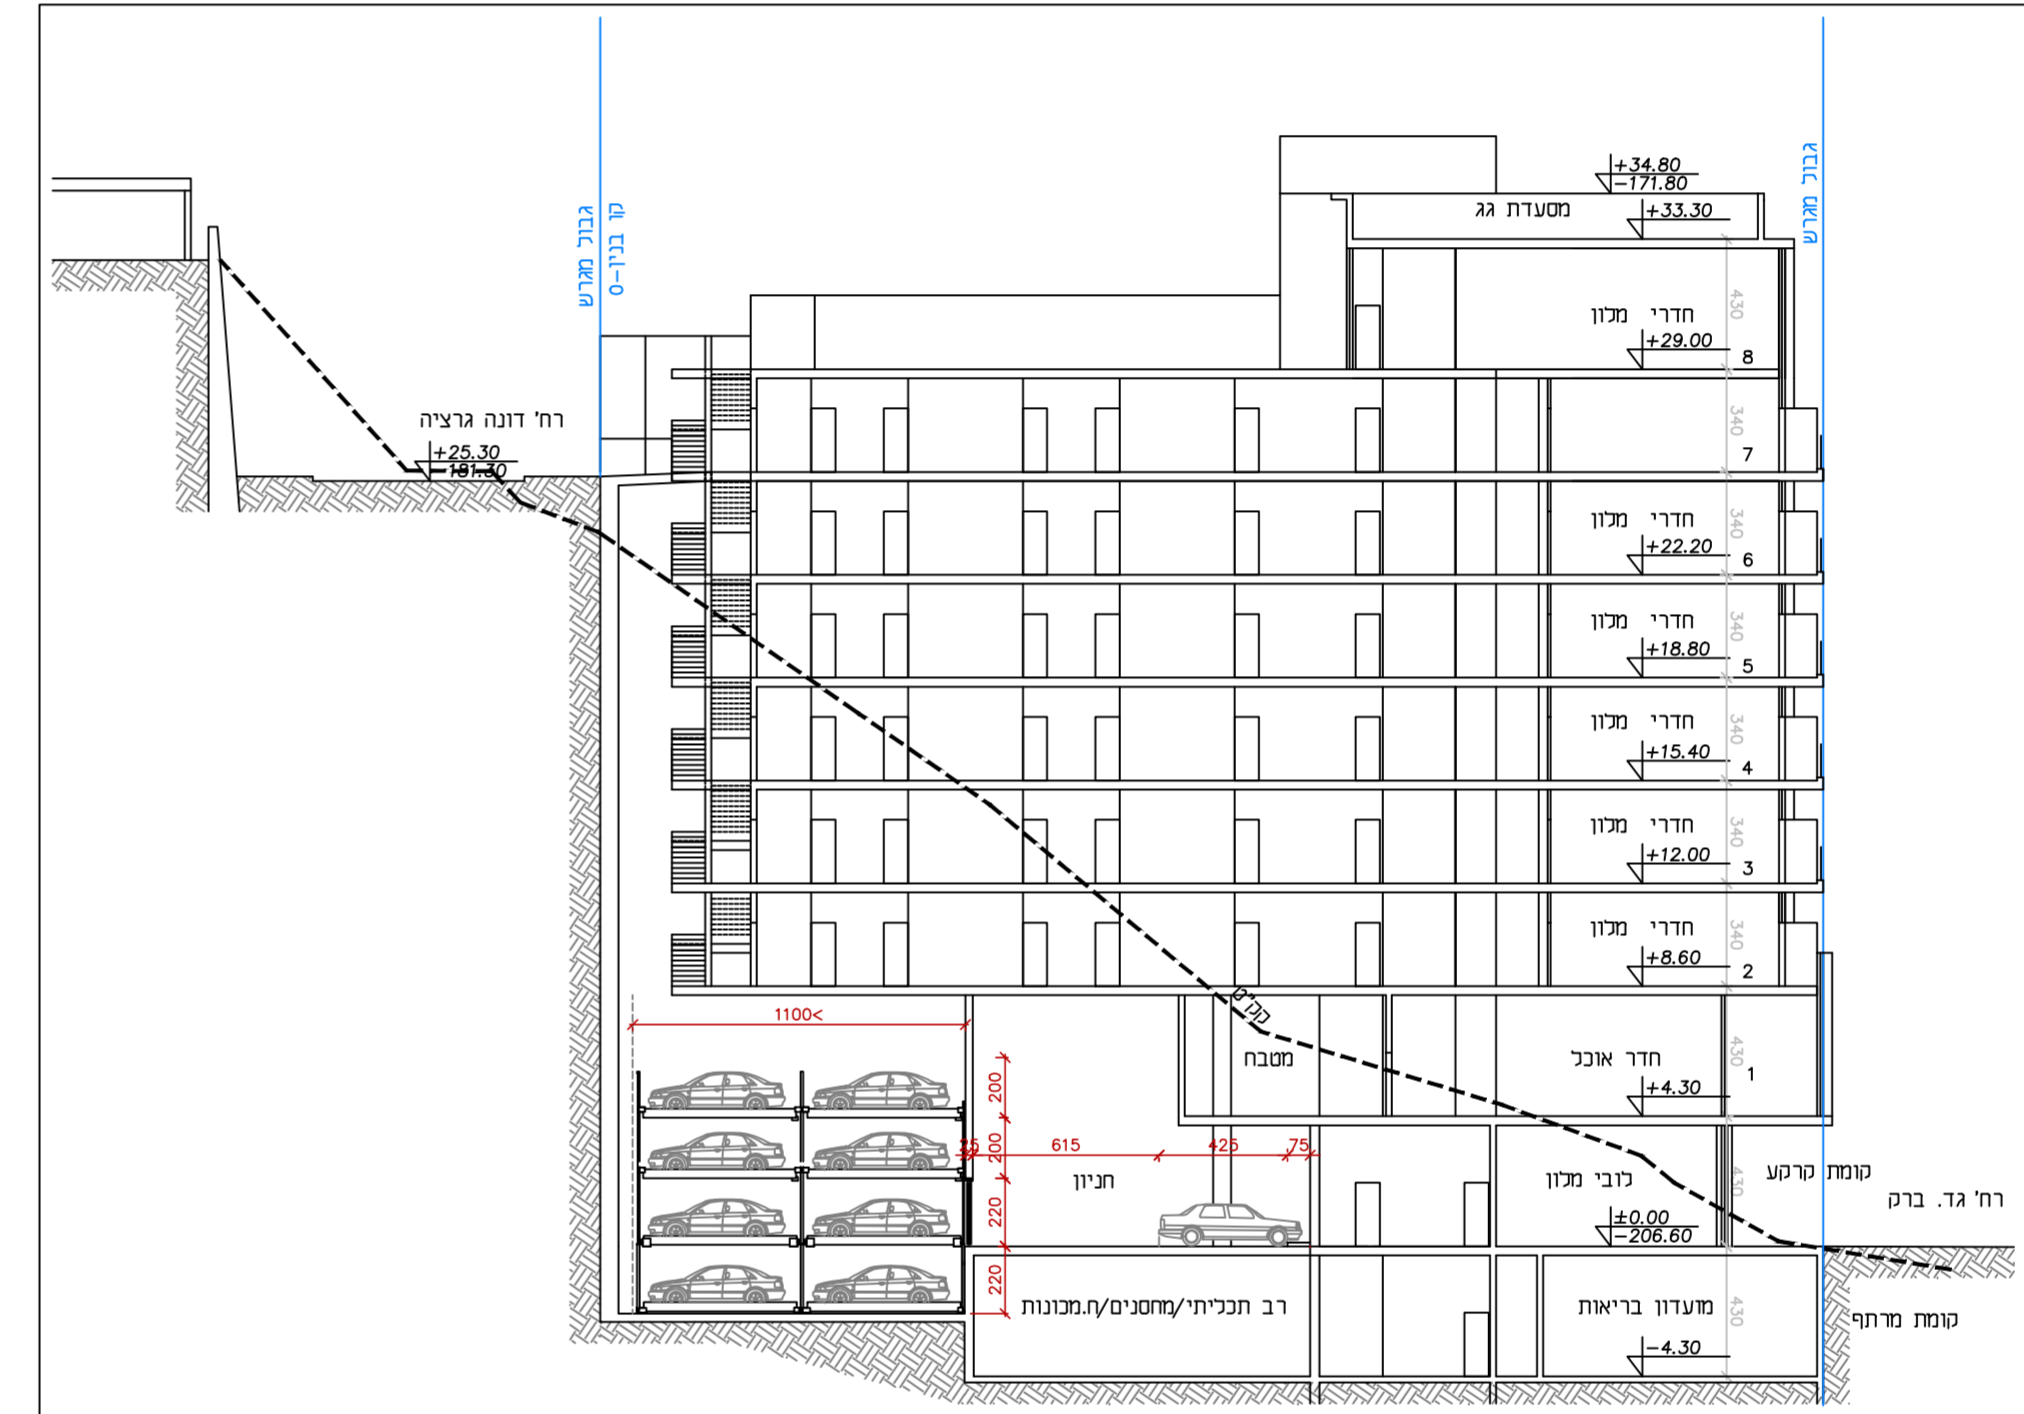 גבול מגרש
+34.80
-171.80
מסעדת גג
+33.30
גבול מגרש
קו בנין-0
430
חדרי מלון
+29.00
8
רח' דונה גרציה
+25.30
-181.30
340
7
חדרי מלון
+22.20
340
6
חדרי מלון
+18.80
340
5
חדרי מלון
+15.40
340
4
חדרי מלון
+12.00
340
3
חדרי מלון
+8.60
340
2
קק"ט
1100>
מטבח
חדר אוכל
+4.30
430
1
200
200
220
220
25
615
425
75
חניון
לובי מלון
±0.00
-206.60
430
קומת קרקע
רח' גד. ברק
רב תכליתי/מחסנים/ח.מכונות
מועדון בריאות
-4.30
430
קומת מרתף